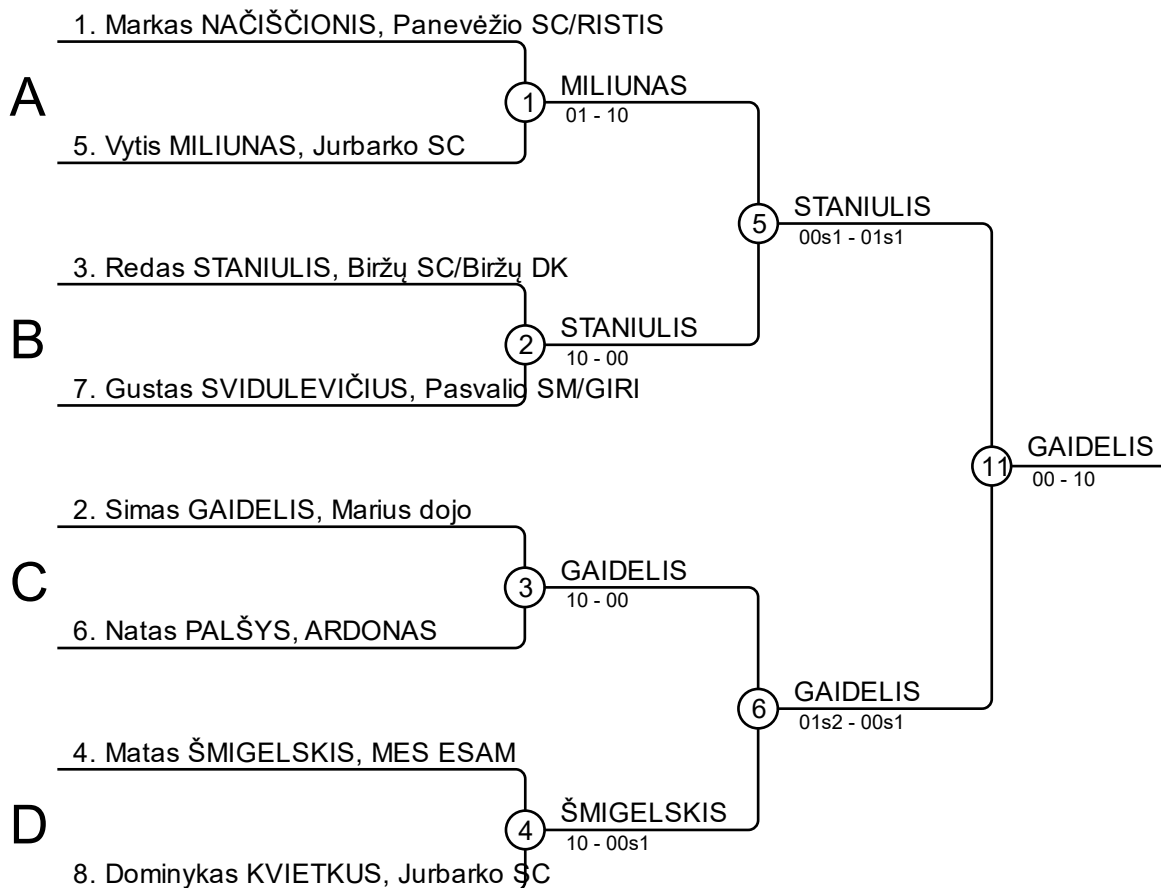 1. Markas NAČIŠČIONIS, Panevėžio SC/RISTIS
A
1
MILIUNAS
01 - 10
5. Vytis MILIUNAS, Jurbarko SC
5
STANIULIS
00s1 - 01s1
3. Redas STANIULIS, Biržų SC/Biržų DK
B
2
STANIULIS
10 - 00
7. Gustas SVIDULEVIČIUS, Pasvalio SM/GIRI
11
GAIDELIS
00 - 10
2. Simas GAIDELIS, Marius dojo
C
3
GAIDELIS
10 - 00
6. Natas PALŠYS, ARDONAS
6
GAIDELIS
01s2 - 00s1
4. Matas ŠMIGELSKIS, MES ESAM
D
4
ŠMIGELSKIS
10 - 00s1
8. Dominykas KVIETKUS, Jurbarko SC